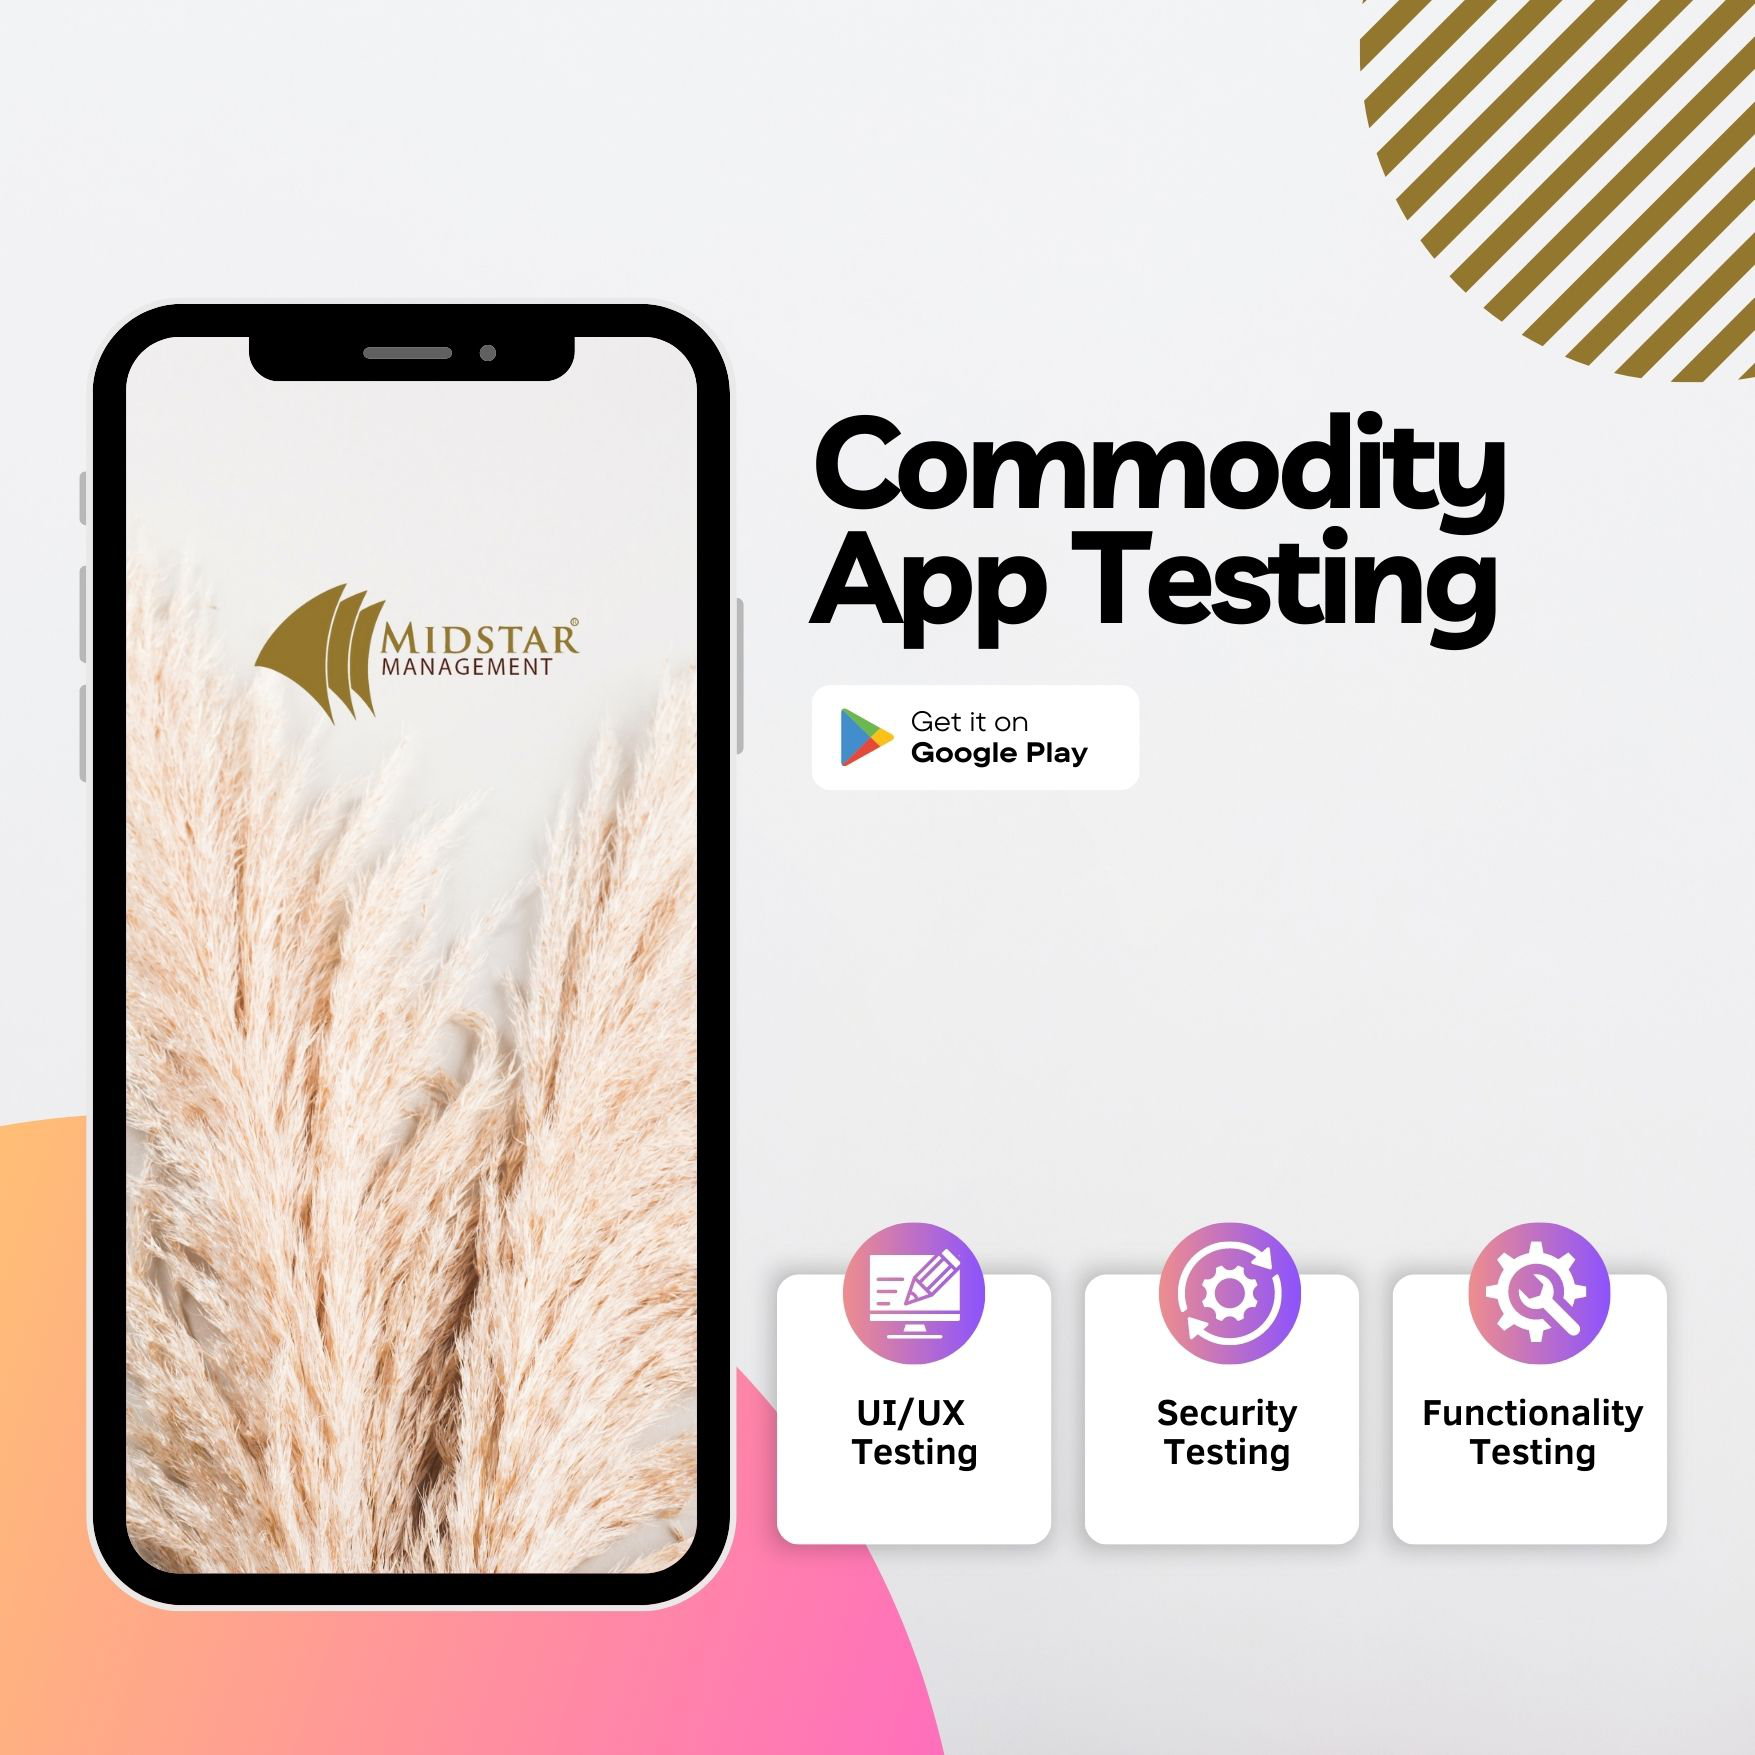 MIDSTAR®
MANAGEMENT
Commodity
App Testing
Get it on
Google Play
UI/UX
Testing
Security
Testing
Functionality
Testing